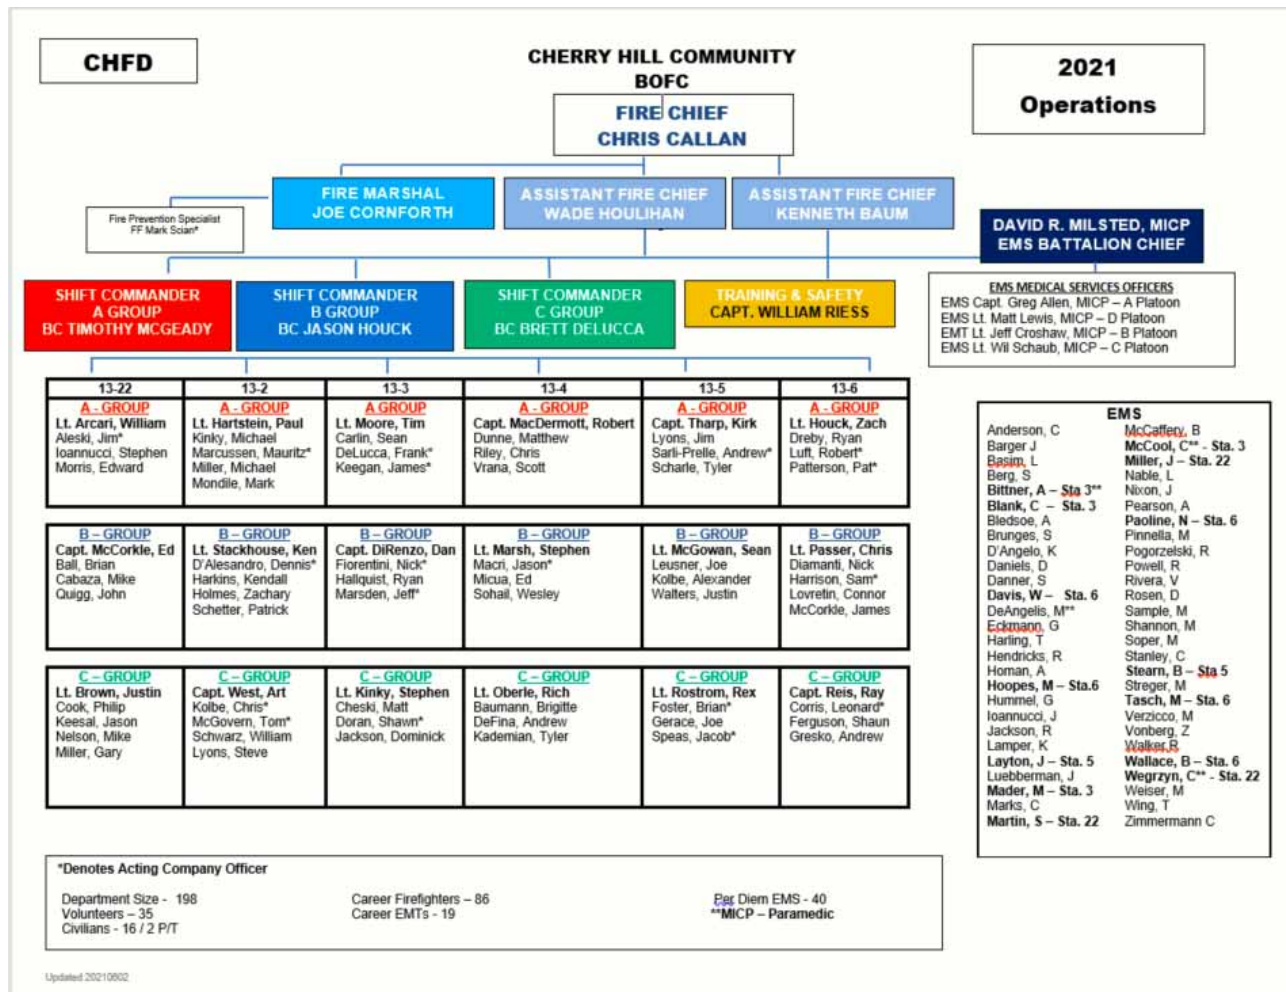 CHFD
CHERRY HILL COMMUNITY
BOFC
2021
Operations
FIRE CHIEF
CHRIS CALLAN
FIRE MARSHAL
JOE CORNFORTH
ASSISTANT FIRE CHIEF
WADE HOULIHAN
ASSISTANT FIRE CHIEF
KENNETH BAUM
Fire Prevention Specialist
FF Mark Scian*
DAVID R. MILSTED, MICP
EMS BATTALION CHIEF
SHIFT COMMANDER
A GROUP
BC TIMOTHY MCGEADY
SHIFT COMMANDER
B GROUP
BC JASON HOUCK
SHIFT COMMANDER
C GROUP
BC BRETT DELUCCA
TRAINING & SAFETY
CAPT. WILLIAM RIESS
EMS MEDICAL SERVICES OFFICERS
EMS Capt. Greg Allen, MICP – A Platoon
EMS Lt. Matt Lewis, MICP – D Platoon
EMT Lt. Jeff Croshaw, MICP – B Platoon
EMS Lt. Wil Schaub, MICP – C Platoon
13-22
13-2
13-3
13-4
13-5
13-6
A - GROUP
Lt. Arcari, William
Aleski, Jim*
Ioannucci, Stephen
Morris, Edward
A - GROUP
Lt. Hartstein, Paul
Kinky, Michael
Marcussen, Mauritz*
Miller, Michael
Mondile, Mark
A GROUP
Lt. Moore, Tim
Carlin, Sean
DeLucca, Frank*
Keegan, James*
A - GROUP
Capt. MacDermott, Robert
Dunne, Matthew
Riley, Chris
Vrana, Scott
A - GROUP
Capt. Tharp, Kirk
Lyons, Jim
Sarli-Prelle, Andrew*
Scharle, Tyler
A - GROUP
Lt. Houck, Zach
Dreby, Ryan
Luft, Robert*
Patterson, Pat*
B – GROUP
Capt. McCorkle, Ed
Ball, Brian
Cabaza, Mike
Quigg, John
B – GROUP
Lt. Stackhouse, Ken
D'Alesandro, Dennis*
Harkins, Kendall
Holmes, Zachary
Schetter, Patrick
B – GROUP
Capt. DiRenzo, Dan
Fiorentini, Nick*
Hallquist, Ryan
Marsden, Jeff*
B – GROUP
Lt. Marsh, Stephen
Macri, Jason*
Micua, Ed
Sohail, Wesley
B – GROUP
Lt. McGowan, Sean
Leusner, Joe
Kolbe, Alexander
Walters, Justin
B – GROUP
Lt. Passer, Chris
Diamanti, Nick
Harrison, Sam*
Lovretin, Connor
McCorkle, James
C – GROUP
Lt. Brown, Justin
Cook, Philip
Keesal, Jason
Nelson, Mike
Miller, Gary
C – GROUP
Capt. West, Art
Kolbe, Chris*
McGovern, Tom*
Schwarz, William
Lyons, Steve
C – GROUP
Lt. Kinky, Stephen
Cheski, Matt
Doran, Shawn*
Jackson, Dominick
C – GROUP
Lt. Oberle, Rich
Baumann, Brigitte
DeFina, Andrew
Kademian, Tyler
C – GROUP
Lt. Rostrom, Rex
Foster, Brian*
Gerace, Joe
Speas, Jacob*
C – GROUP
Capt. Reis, Ray
Corris, Leonard*
Ferguson, Shaun
Gresko, Andrew
EMS
Anderson, C
Barger J
Basim, L
Berg, S
Bittner, A – Sta 3**
Blank, C – Sta. 3
Bledsoe, A
Brunges, S
D'Angelo, K
Daniels, D
Danner, S
Davis, W – Sta. 6
DeAngelis, M**
Eckmann, G
Harling, T
Hendricks, R
Homan, A
Hoopes, M – Sta.6
Hummel, G
Ioannucci, J
Jackson, R
Lamper, K
Layton, J – Sta. 5
Luebberman, J
Mader, M – Sta. 3
Marks, C
Martin, S – Sta. 22
McCaffery, B
McCool, C** - Sta. 3
Miller, J – Sta. 22
Nable, L
Nixon, J
Pearson, A
Paoline, N – Sta. 6
Pinnella, M
Pogorzelski, R
Powell, R
Rivera, V
Rosen, D
Sample, M
Shannon, M
Soper, M
Stanley, C
Stearn, B – Sta 5
Streger, M
Tasch, M – Sta. 6
Verzicco, M
Vonberg, Z
Walker,R
Wallace, B – Sta. 6
Wegrzyn, C** - Sta. 22
Weiser, M
Wing, T
Zimmermann C
*Denotes Acting Company Officer
Department Size - 198
Volunteers – 35
Civilians - 16 / 2 P/T
Career Firefighters – 86
Career EMTs - 19
Per Diem EMS - 40
**MICP – Paramedic
Updated 20210602